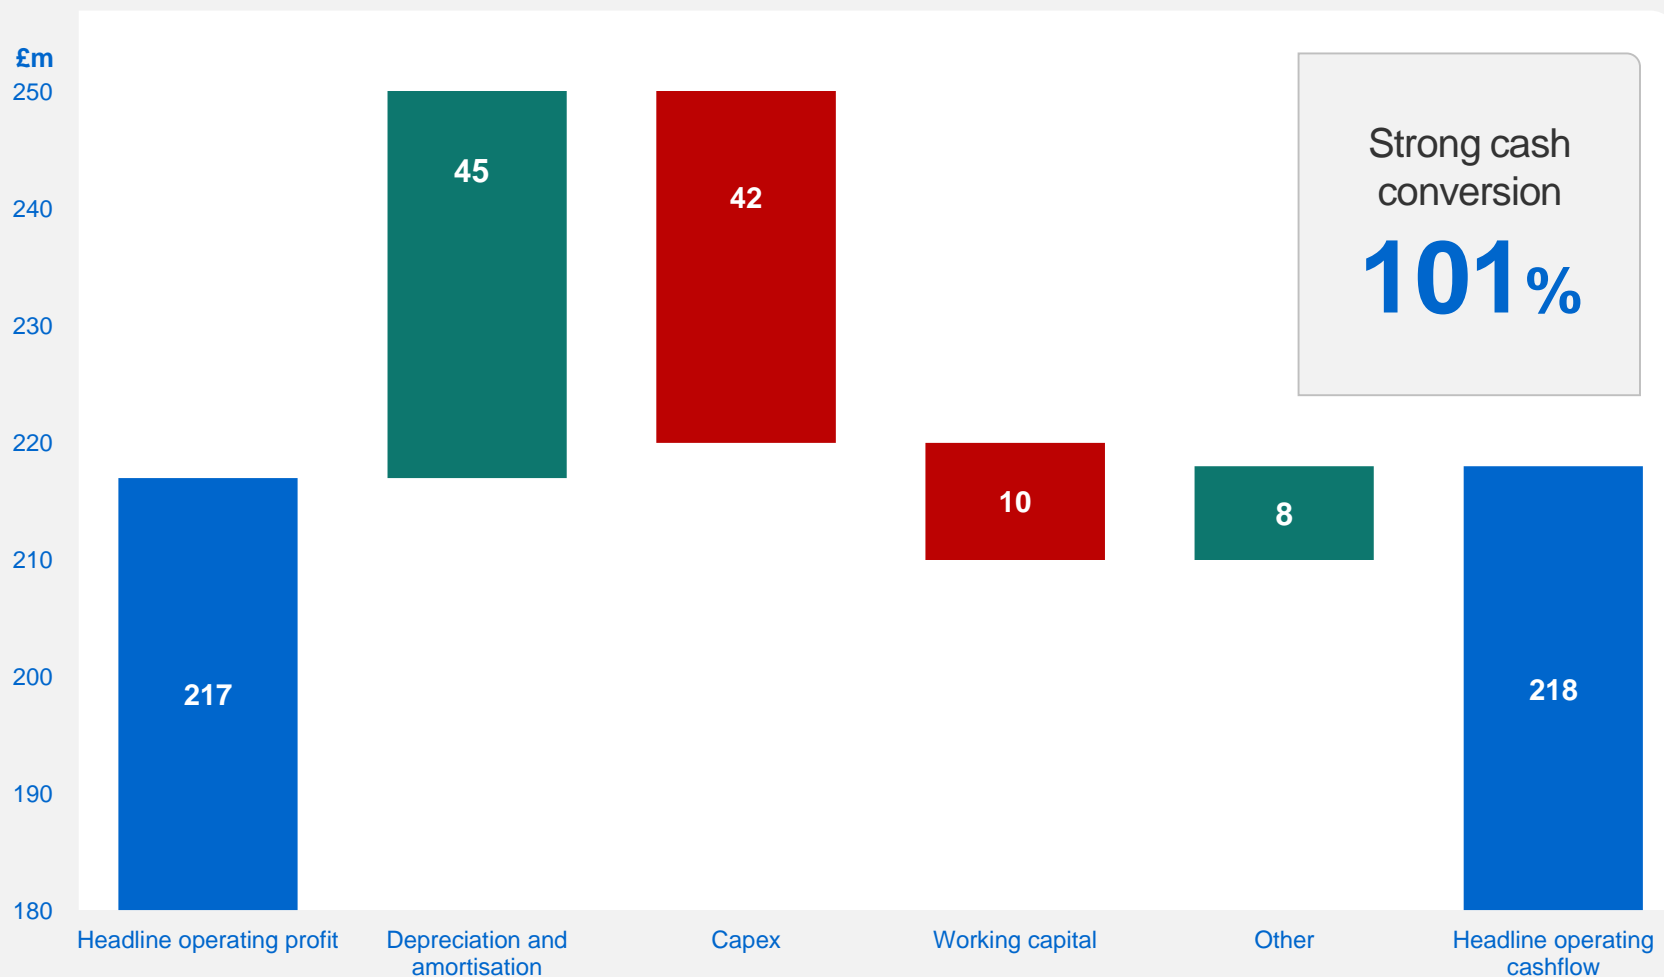 £m
250
240
230
220
210
200
190
180
217
45
42
10
8
218
Strong cash
conversion
101%
Headline operating profit
Depreciation and
amortisation
Capex
Working capital
Other
Headline operating
cashflow